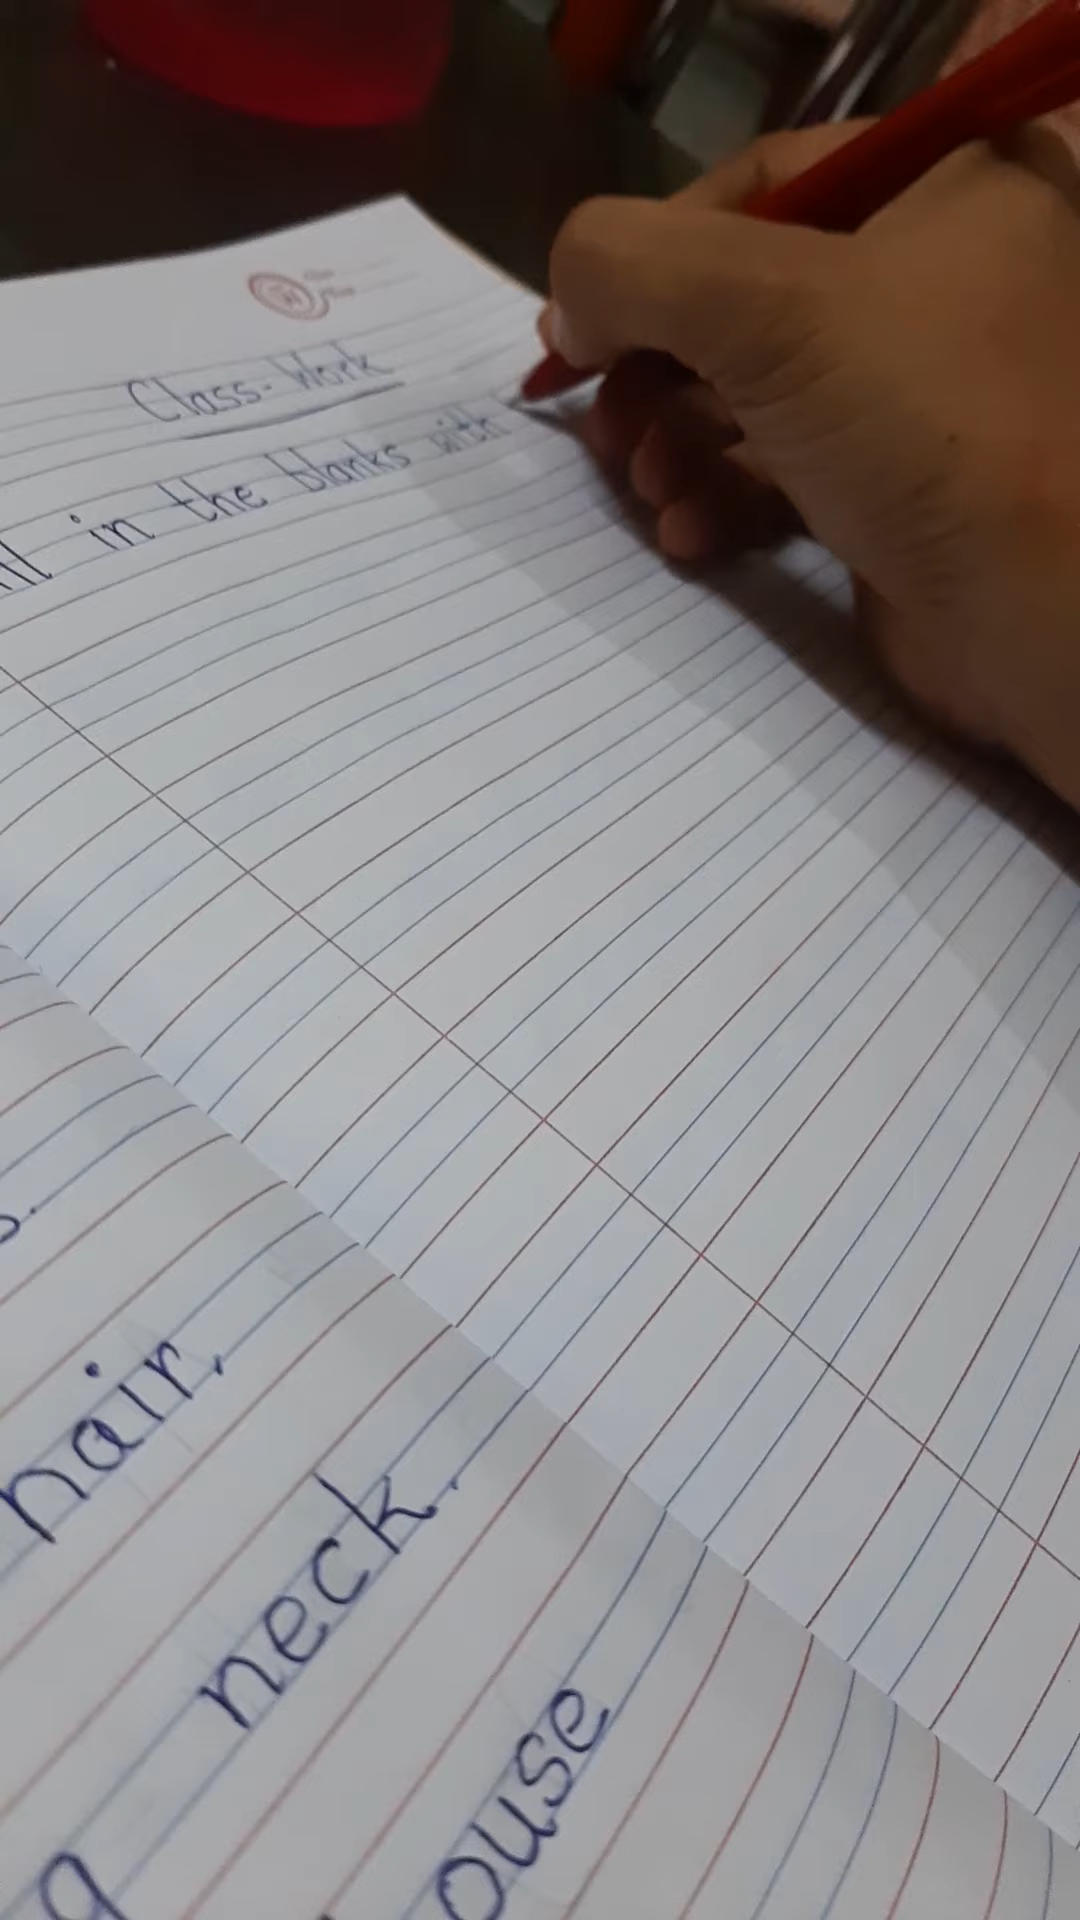 Class-Work
in the blanks with
hair.
neck.
ouse